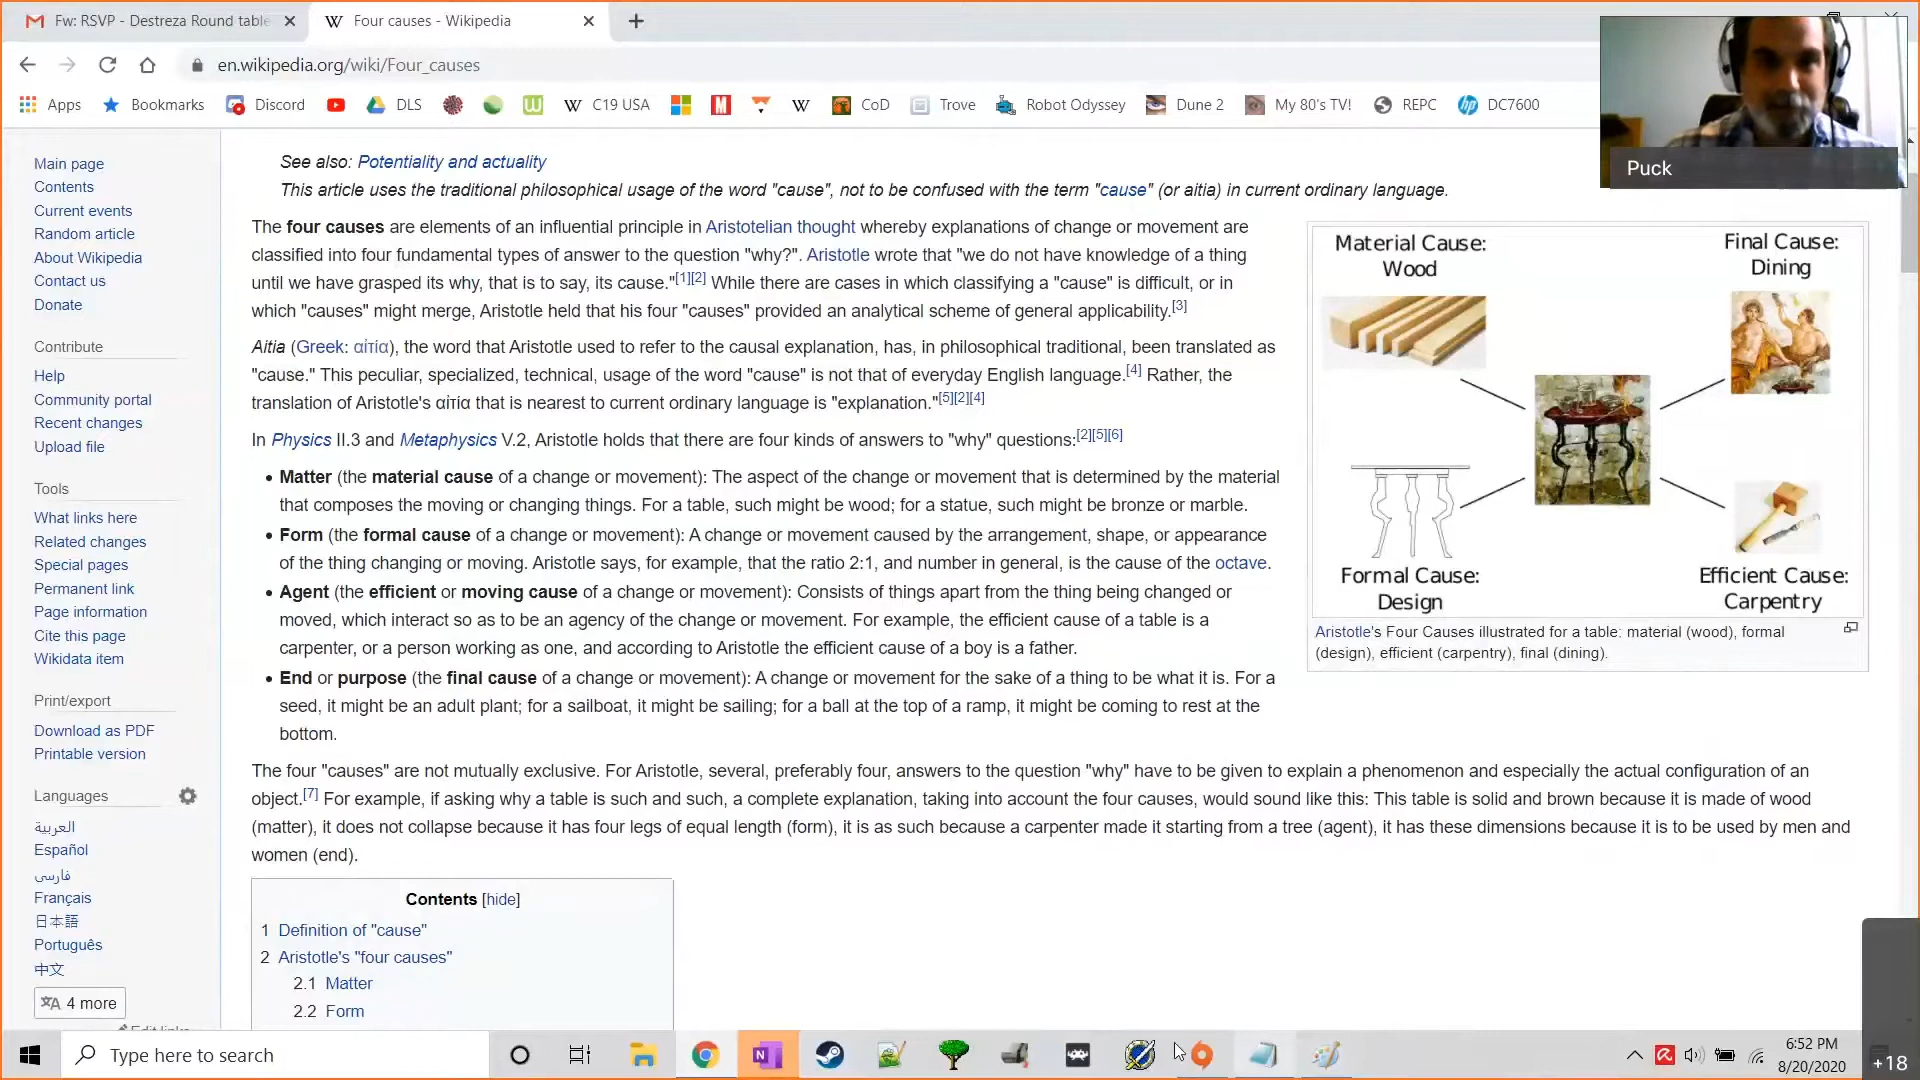 Fw: RSVP - Destreza Round table
Four causes - Wikipedia
en.wikipedia.org/wiki/Four_causes
Apps
Bookmarks
Discord
DLS
C19 USA
CoD
Trove
Robot Odyssey
Dune 2
My 80's TV!
REPC
DC7600
Puck
Main page
Contents
Current events
Random article
About Wikipedia
Contact us
Donate
Contribute
Help
Community portal
Recent changes
Upload file
Tools
What links here
Related changes
Special pages
Permanent link
Page information
Cite this page
Wikidata item
Print/export
Download as PDF
Printable version
Languages
العربية
Español
فارسی
Français
日本語
Português
中文
4 more
Edit links
See also: Potentiality and actuality
This article uses the traditional philosophical usage of the word "cause", not to be confused with the term "cause" (or aitia) in current ordinary language.
The four causes are elements of an influential principle in Aristotelian thought whereby explanations of change or movement are
classified into four fundamental types of answer to the question "why?". Aristotle wrote that "we do not have knowledge of a thing
until we have grasped its why, that is to say, its cause."[1][2] While there are cases in which classifying a "cause" is difficult, or in
which "causes" might merge, Aristotle held that his four "causes" provided an analytical scheme of general applicability.[3]
Aitia (Greek: αἰτία), the word that Aristotle used to refer to the causal explanation, has, in philosophical traditional, been translated as
"cause." This peculiar, specialized, technical, usage of the word "cause" is not that of everyday English language.[4] Rather, the
translation of Aristotle's αἰτία that is nearest to current ordinary language is "explanation."[5][2][4]
In Physics II.3 and Metaphysics V.2, Aristotle holds that there are four kinds of answers to "why" questions:[2][5][6]
• Matter (the material cause of a change or movement): The aspect of the change or movement that is determined by the material
that composes the moving or changing things. For a table, such might be wood; for a statue, such might be bronze or marble.
• Form (the formal cause of a change or movement): A change or movement caused by the arrangement, shape, or appearance
of the thing changing or moving. Aristotle says, for example, that the ratio 2:1, and number in general, is the cause of the octave.
• Agent (the efficient or moving cause of a change or movement): Consists of things apart from the thing being changed or
moved, which interact so as to be an agency of the change or movement. For example, the efficient cause of a table is a
carpenter, or a person working as one, and according to Aristotle the efficient cause of a boy is a father.
• End or purpose (the final cause of a change or movement): A change or movement for the sake of a thing to be what it is. For a
seed, it might be an adult plant; for a sailboat, it might be sailing; for a ball at the top of a ramp, it might be coming to rest at the
bottom.
Material Cause:
Wood
Final Cause:
Dining
Formal Cause:
Design
Efficient Cause:
Carpentry
Aristotle's Four Causes illustrated for a table: material (wood), formal
(design), efficient (carpentry), final (dining).
The four "causes" are not mutually exclusive. For Aristotle, several, preferably four, answers to the question "why" have to be given to explain a phenomenon and especially the actual configuration of an
object.[7] For example, if asking why a table is such and such, a complete explanation, taking into account the four causes, would sound like this: This table is solid and brown because it is made of wood
(matter), it does not collapse because it has four legs of equal length (form), it is as such because a carpenter made it starting from a tree (agent), it has these dimensions because it is to be used by men and
women (end).
Contents [hide]
1 Definition of "cause"
2 Aristotle's "four causes"
2.1 Matter
2.2 Form
Type here to search
6:52 PM
8/20/2020
+18